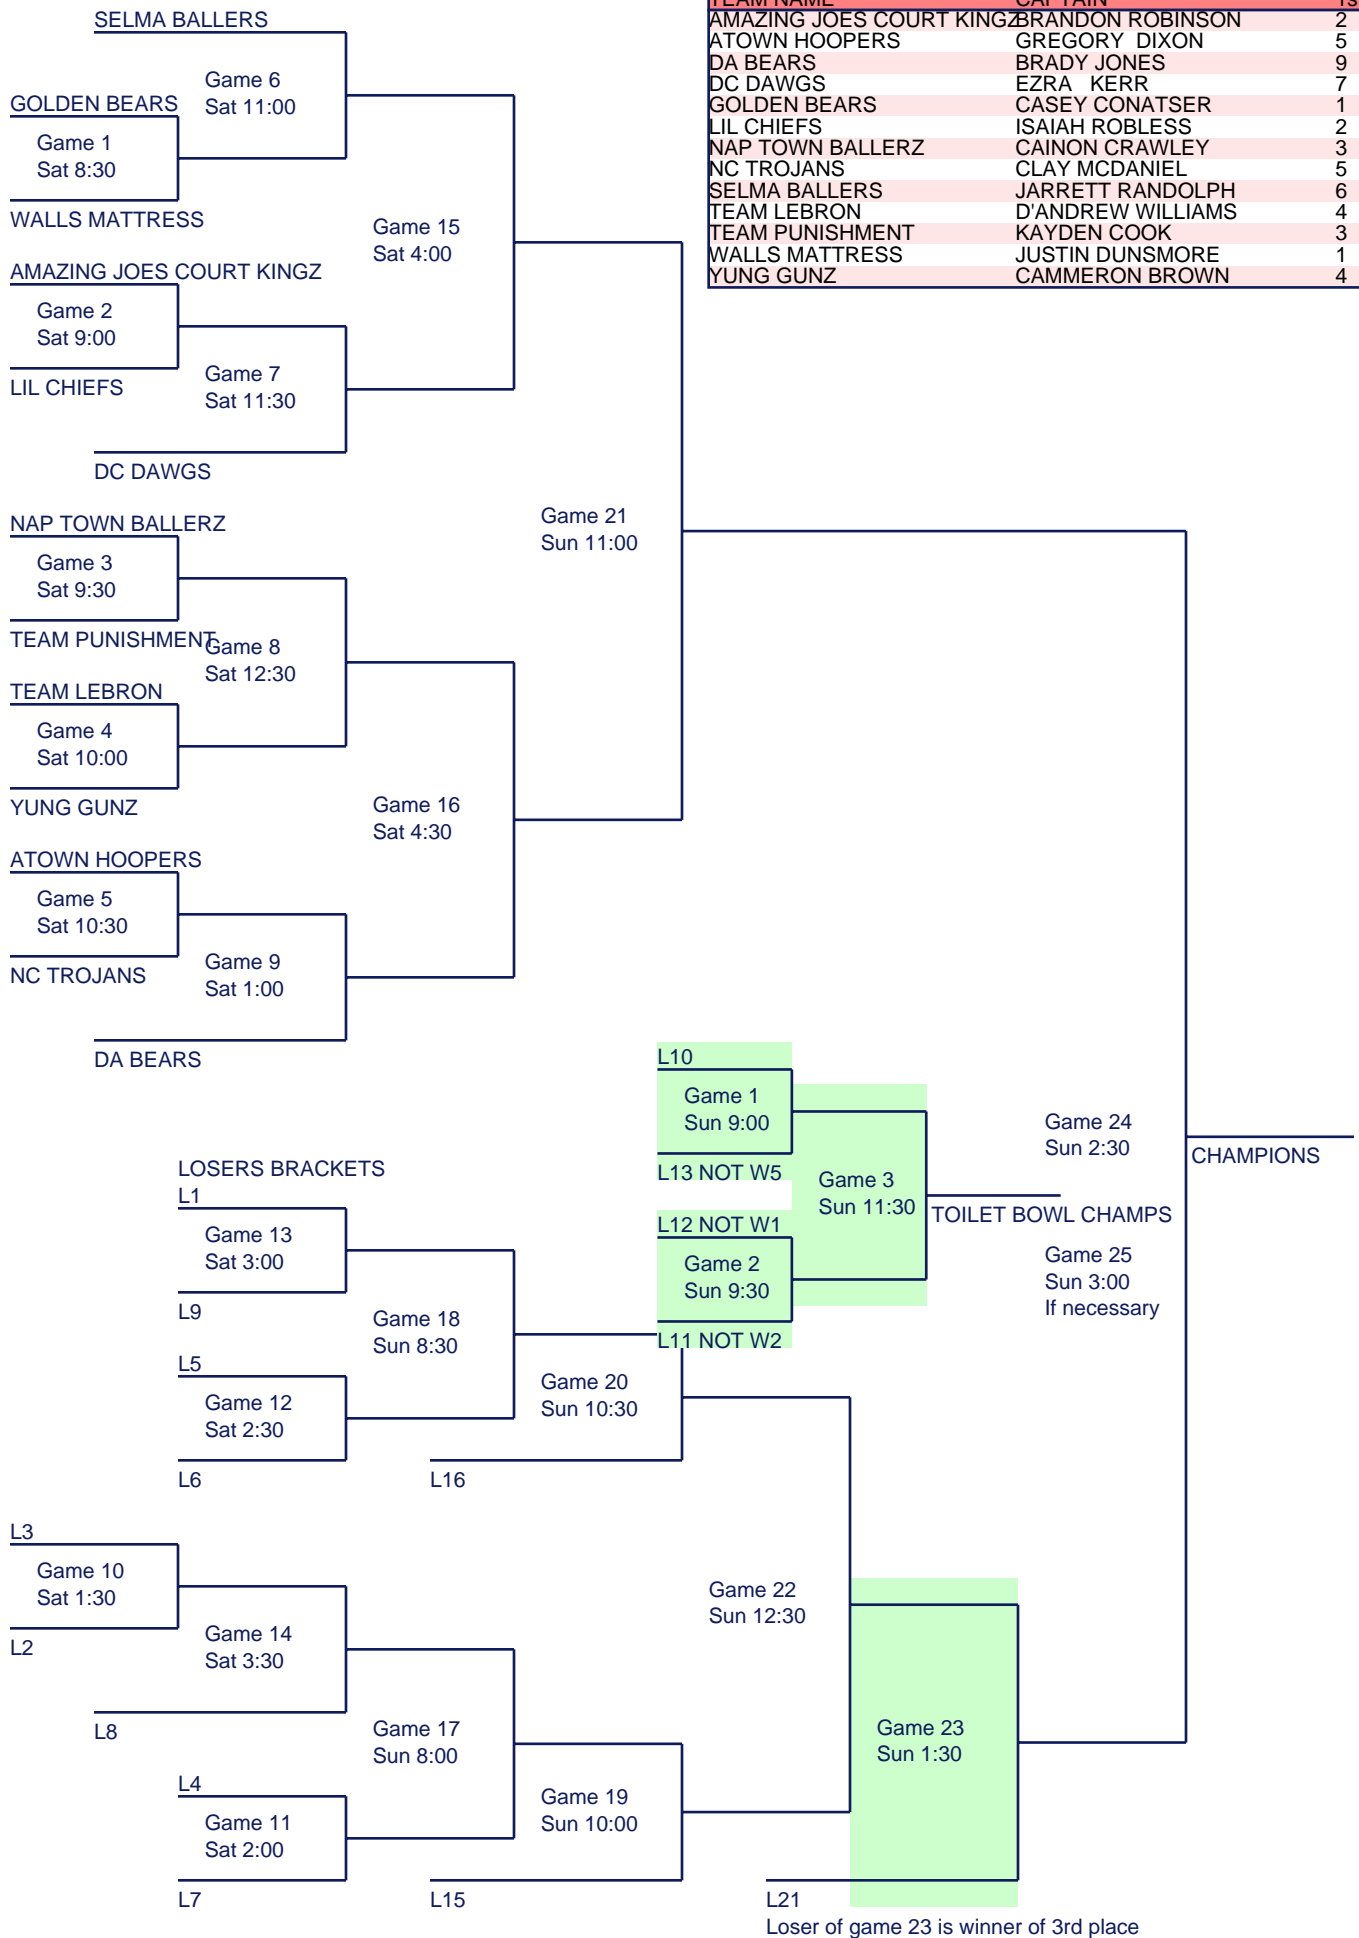 TEAM NAME CAPTAIN 1s
AMAZING JOES COURT KINGZ BRANDON ROBINSON 2
ATOWN HOOPERS GREGORY DIXON 5
DA BEARS BRADY JONES 9
DC DAWGS EZRA KERR 7
GOLDEN BEARS CASEY CONATSER 1
LIL CHIEFS ISAIAH ROBLESS 2
NAP TOWN BALLERZ CAINON CRAWLEY 3
NC TROJANS CLAY MCDANIEL 5
SELMA BALLERS JARRETT RANDOLPH 6
TEAM LEBRON D'ANDREW WILLIAMS 4
TEAM PUNISHMENT KAYDEN COOK 3
WALLS MATTRESS JUSTIN DUNSMORE 1
YUNG GUNZ CAMMERON BROWN 4
SELMA BALLERS
Game 6
Sat 11:00
GOLDEN BEARS
Game 1
Sat 8:30
WALLS MATTRESS
Game 15
Sat 4:00
AMAZING JOES COURT KINGZ
Game 2
Sat 9:00
LIL CHIEFS
Game 7
Sat 11:30
DC DAWGS
NAP TOWN BALLERZ
Game 21
Sun 11:00
Game 3
Sat 9:30
TEAM PUNISHMENT
Game 8
Sat 12:30
TEAM LEBRON
Game 4
Sat 10:00
YUNG GUNZ
Game 16
Sat 4:30
ATOWN HOOPERS
Game 5
Sat 10:30
NC TROJANS
Game 9
Sat 1:00
DA BEARS
L10
Game 1
Sun 9:00
L13 NOT W5
Game 3
Sun 11:30
L12 NOT W1
Game 2
Sun 9:30
L11 NOT W2
TOILET BOWL CHAMPS
Game 24
Sun 2:30
CHAMPIONS
Game 25
Sun 3:00
If necessary
LOSERS BRACKETS
L1
Game 13
Sat 3:00
L9
Game 18
Sun 8:30
L5
Game 12
Sat 2:30
L6
Game 20
Sun 10:30
L16
L3
Game 10
Sat 1:30
L2
Game 14
Sat 3:30
L8
Game 22
Sun 12:30
Game 17
Sun 8:00
Game 23
Sun 1:30
L4
Game 11
Sat 2:00
L7
Game 19
Sun 10:00
L15
L21
Loser of game 23 is winner of 3rd place